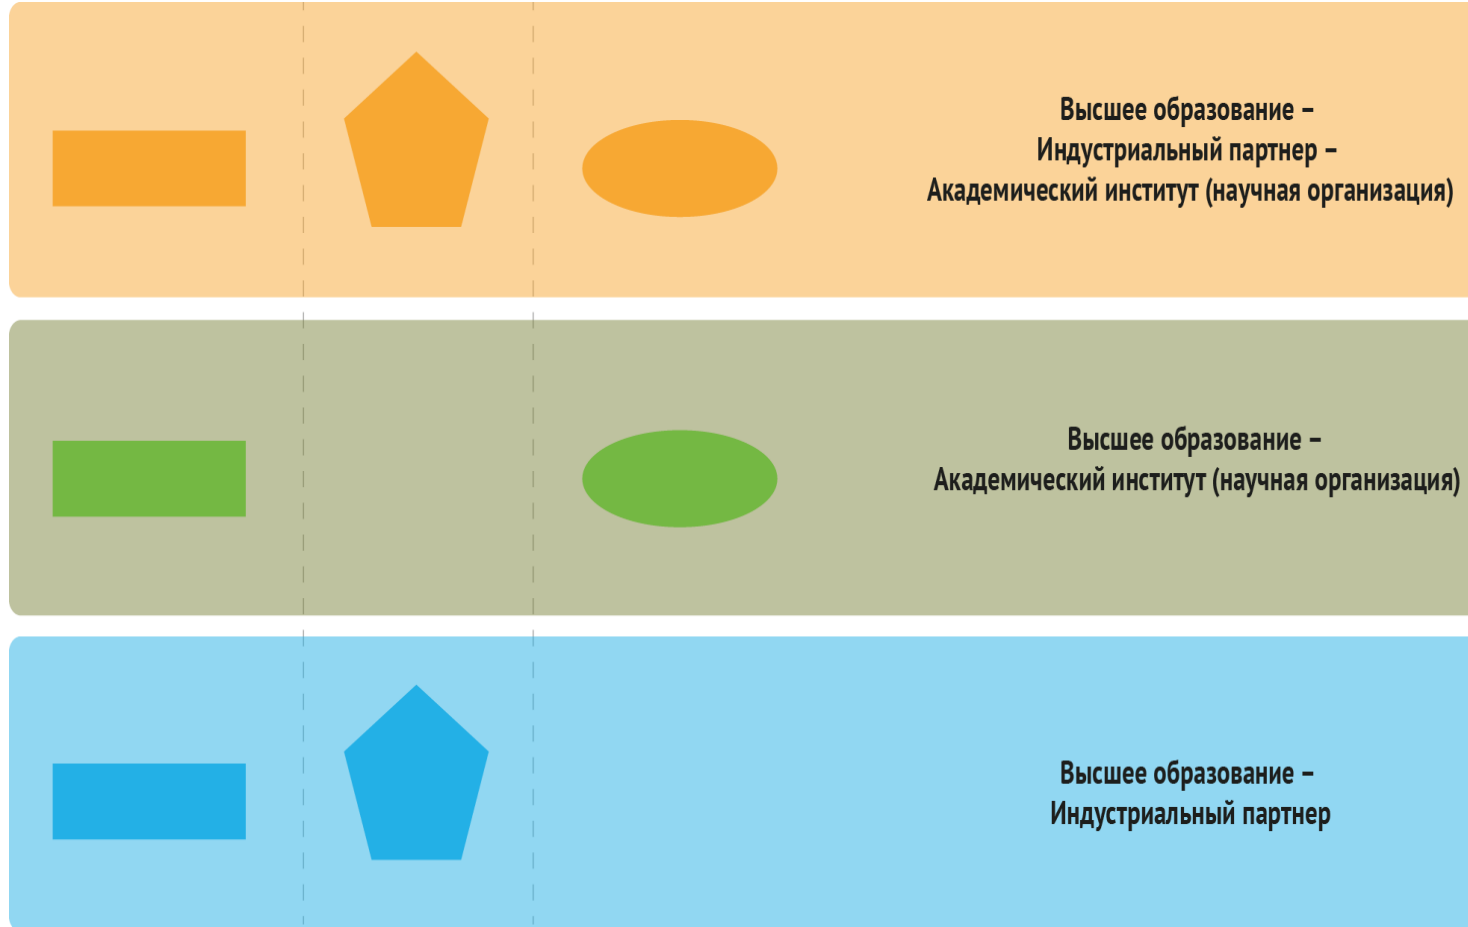 Высшее образование –
Индустриальный партнер –
Академический институт (научная организация)
Высшее образование –
Академический институт (научная организация)
Высшее образование –
Индустриальный партнер